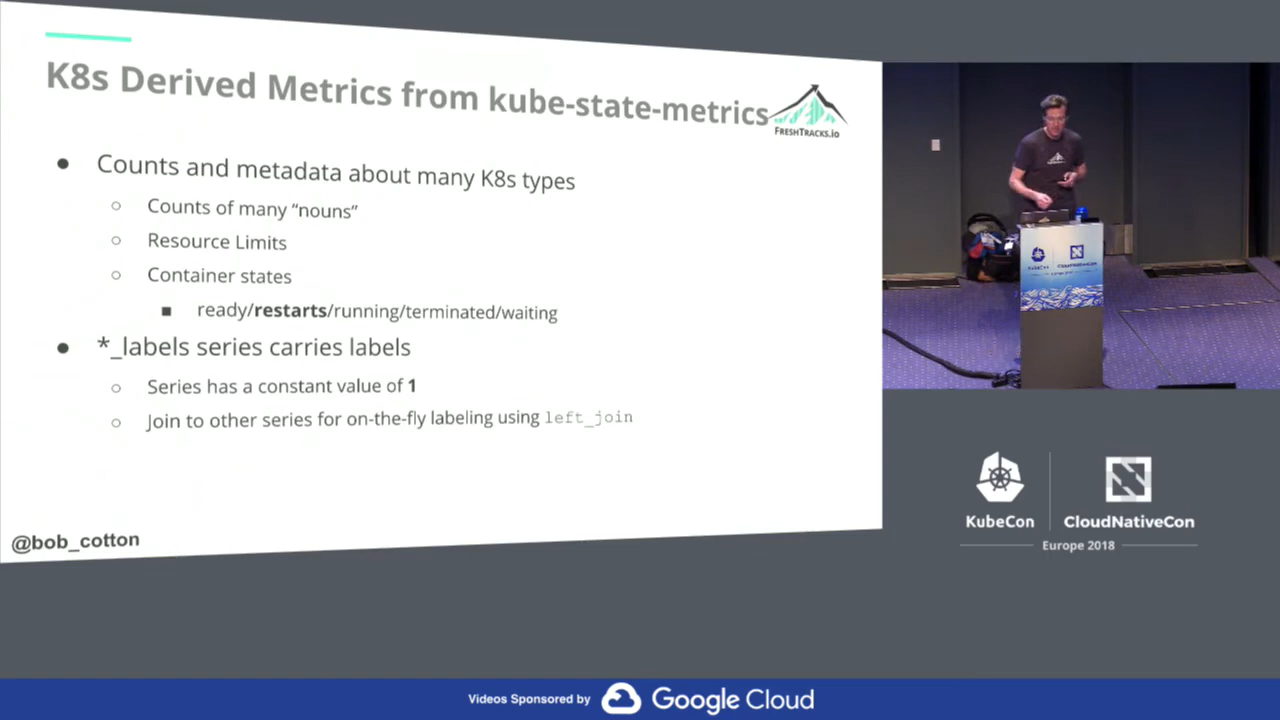 K8s Derived Metrics from kube-state-metrics
FRESHTRACKS.IO
● Counts and metadata about many K8s types
○ Counts of many “nouns”
○ Resource Limits
○ Container states
■ ready/restarts/running/terminated/waiting
● *_labels series carries labels
○ Series has a constant value of 1
○ Join to other series for on-the-fly labeling using left_join
@bob_cotton
KubeCon
CloudNativeCon
Europe 2018
Videos Sponsored by Google Cloud